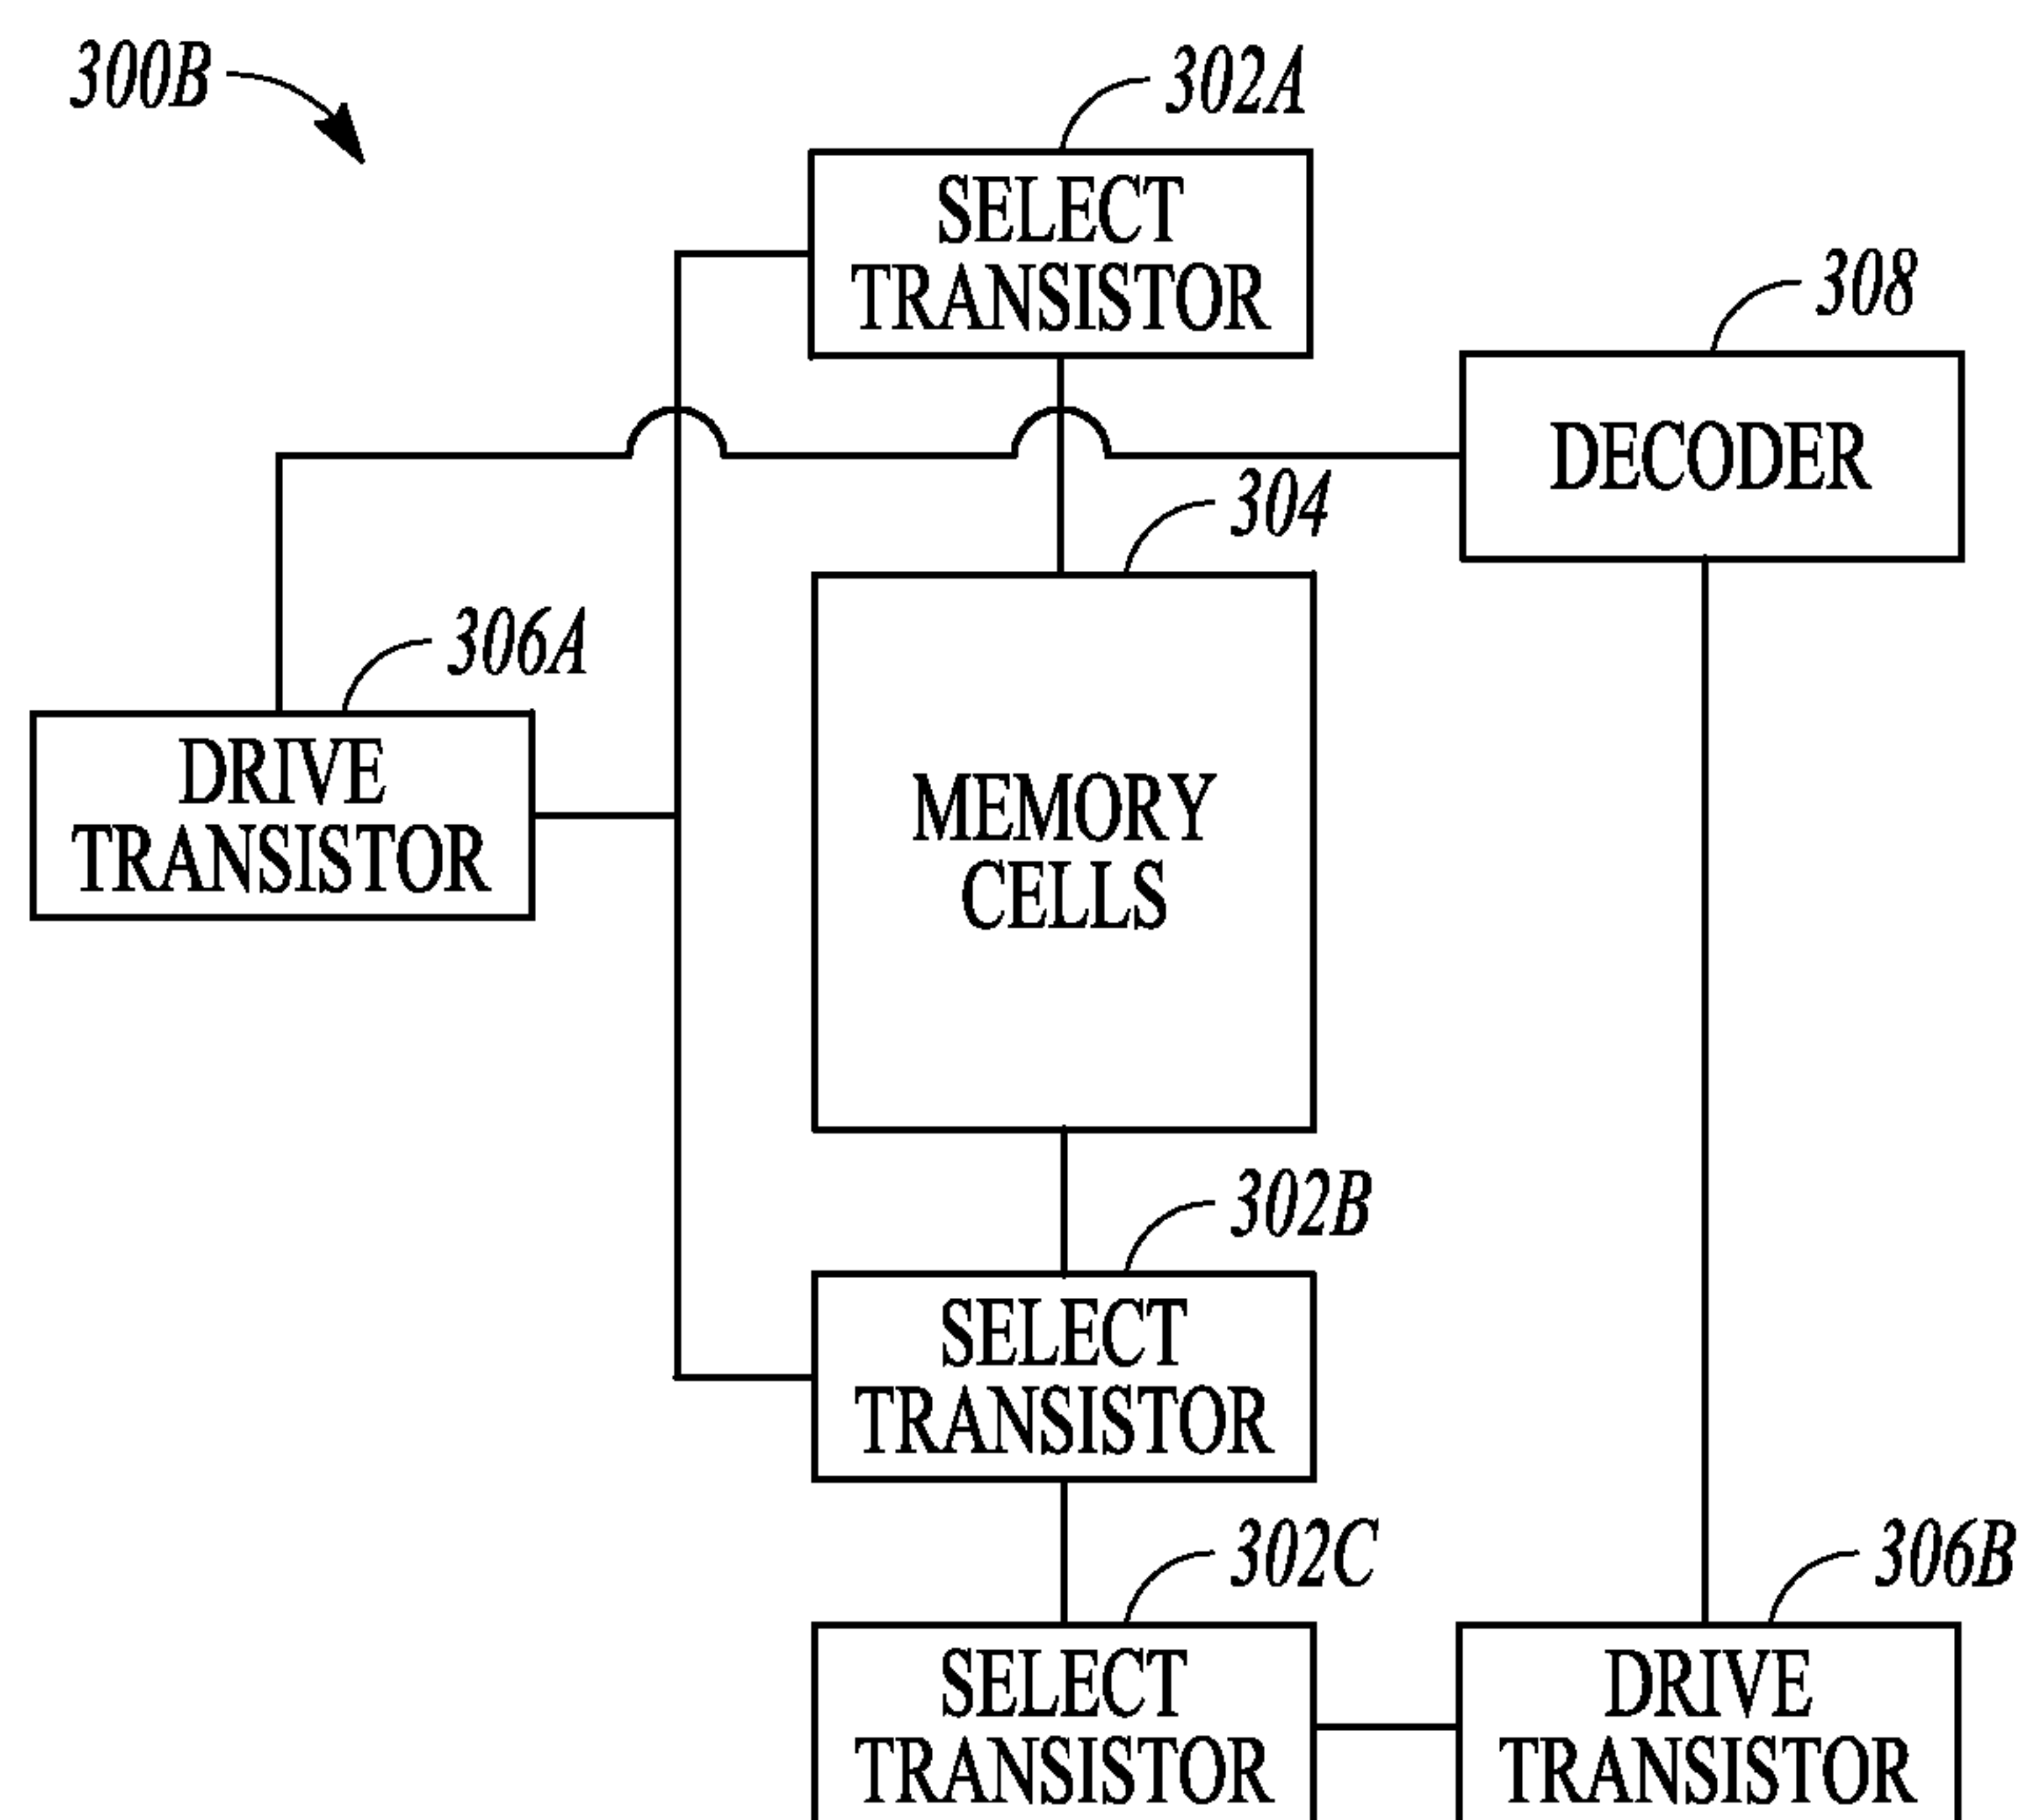 300B
302A
SELECT
TRANSISTOR
308
DECODER
304
306A
DRIVE
TRANSISTOR
MEMORY
CELLS
302B
SELECT
TRANSISTOR
302C
306B
SELECT
TRANSISTOR
DRIVE
TRANSISTOR